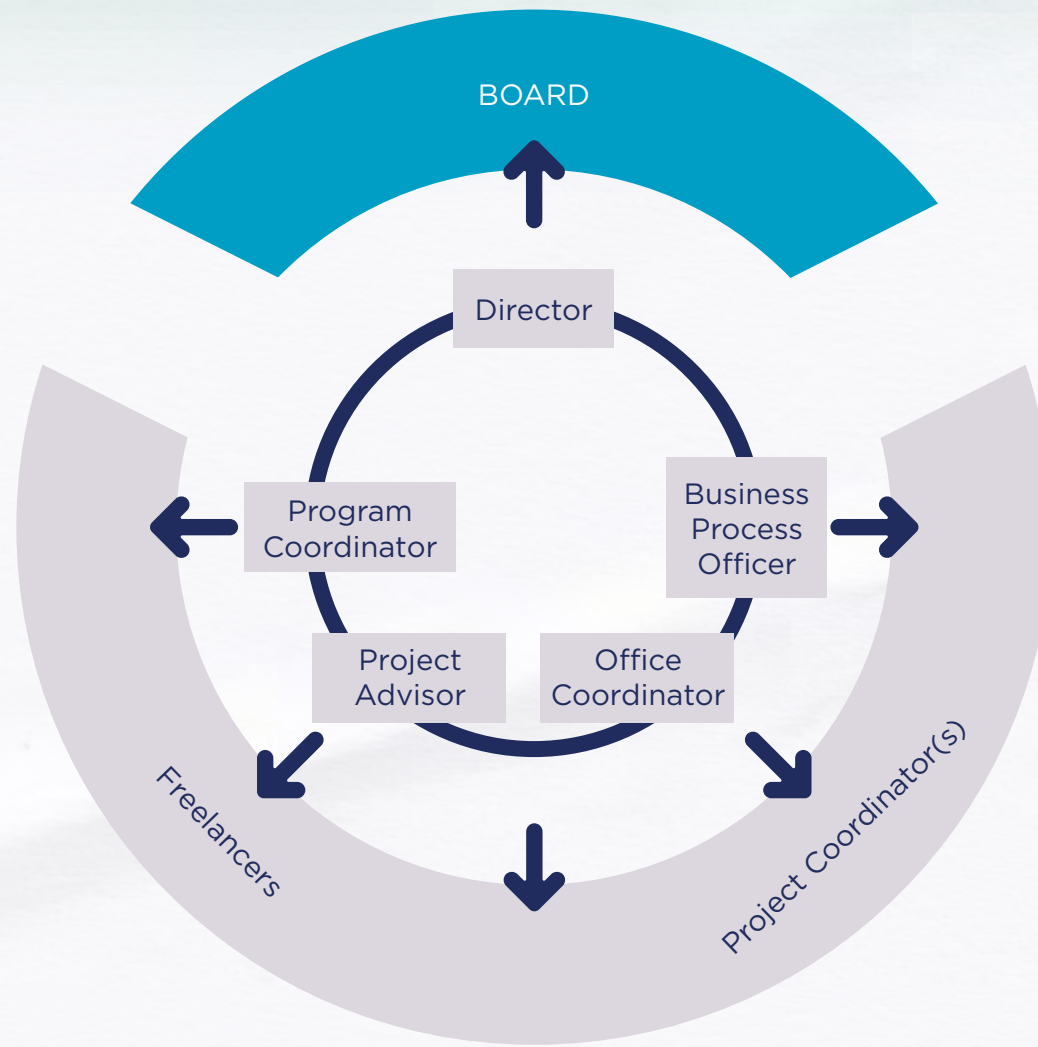 BOARD
Director
Program
Coordinator
Business
Process
Officer
Project
Advisor
Office
Coordinator
Freelancers
Project Coordinator(s)